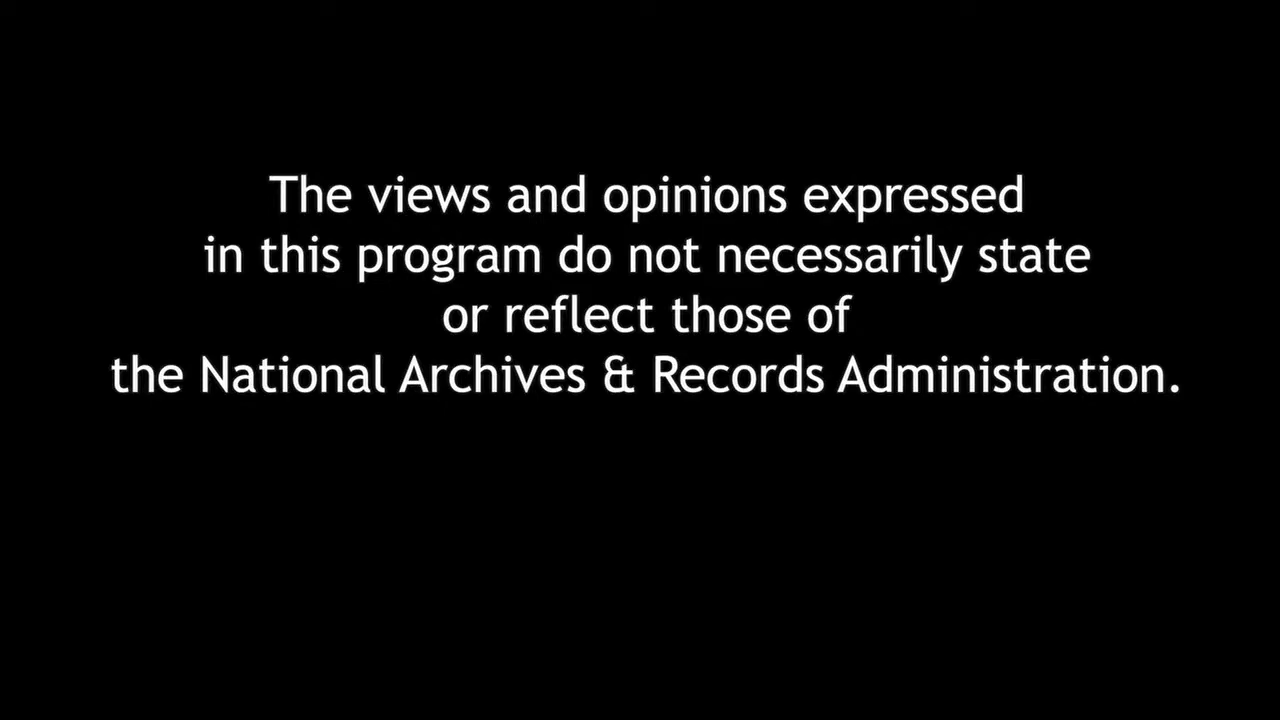 The views and opinions expressed
in this program do not necessarily state
or reflect those of
the National Archives & Records Administration.